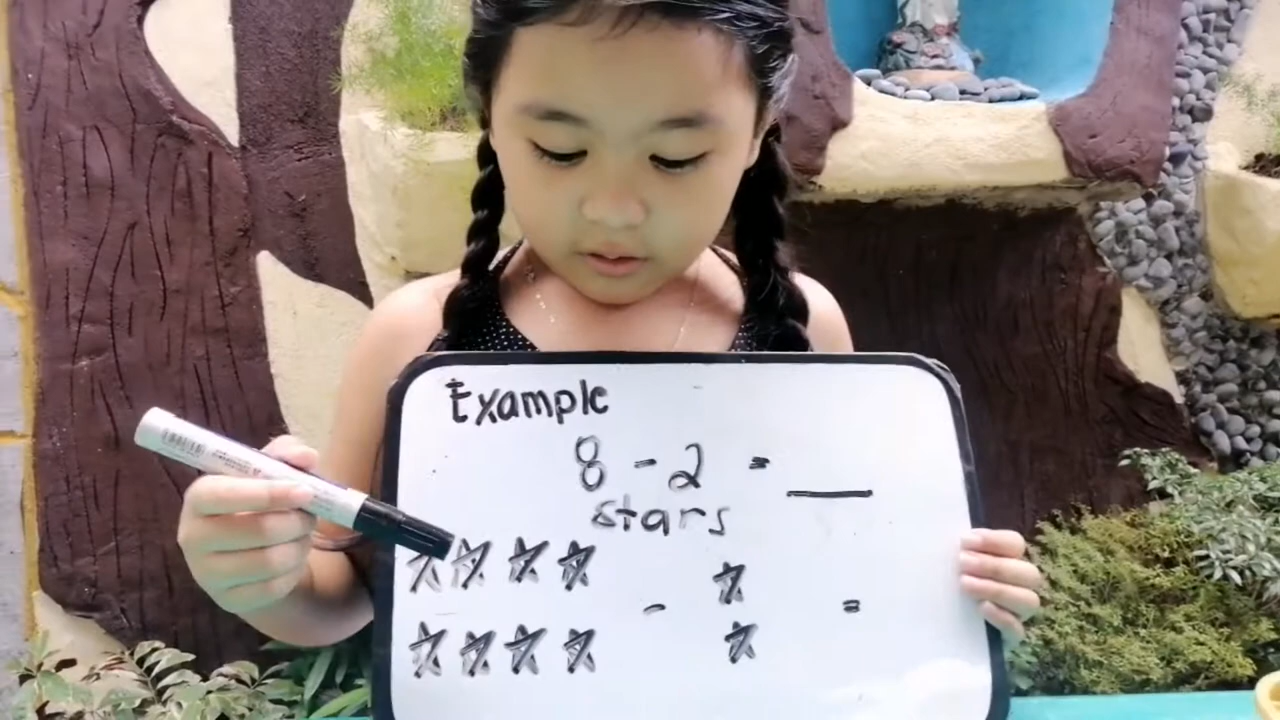 Example
8 - 2 = ___
stars
- =